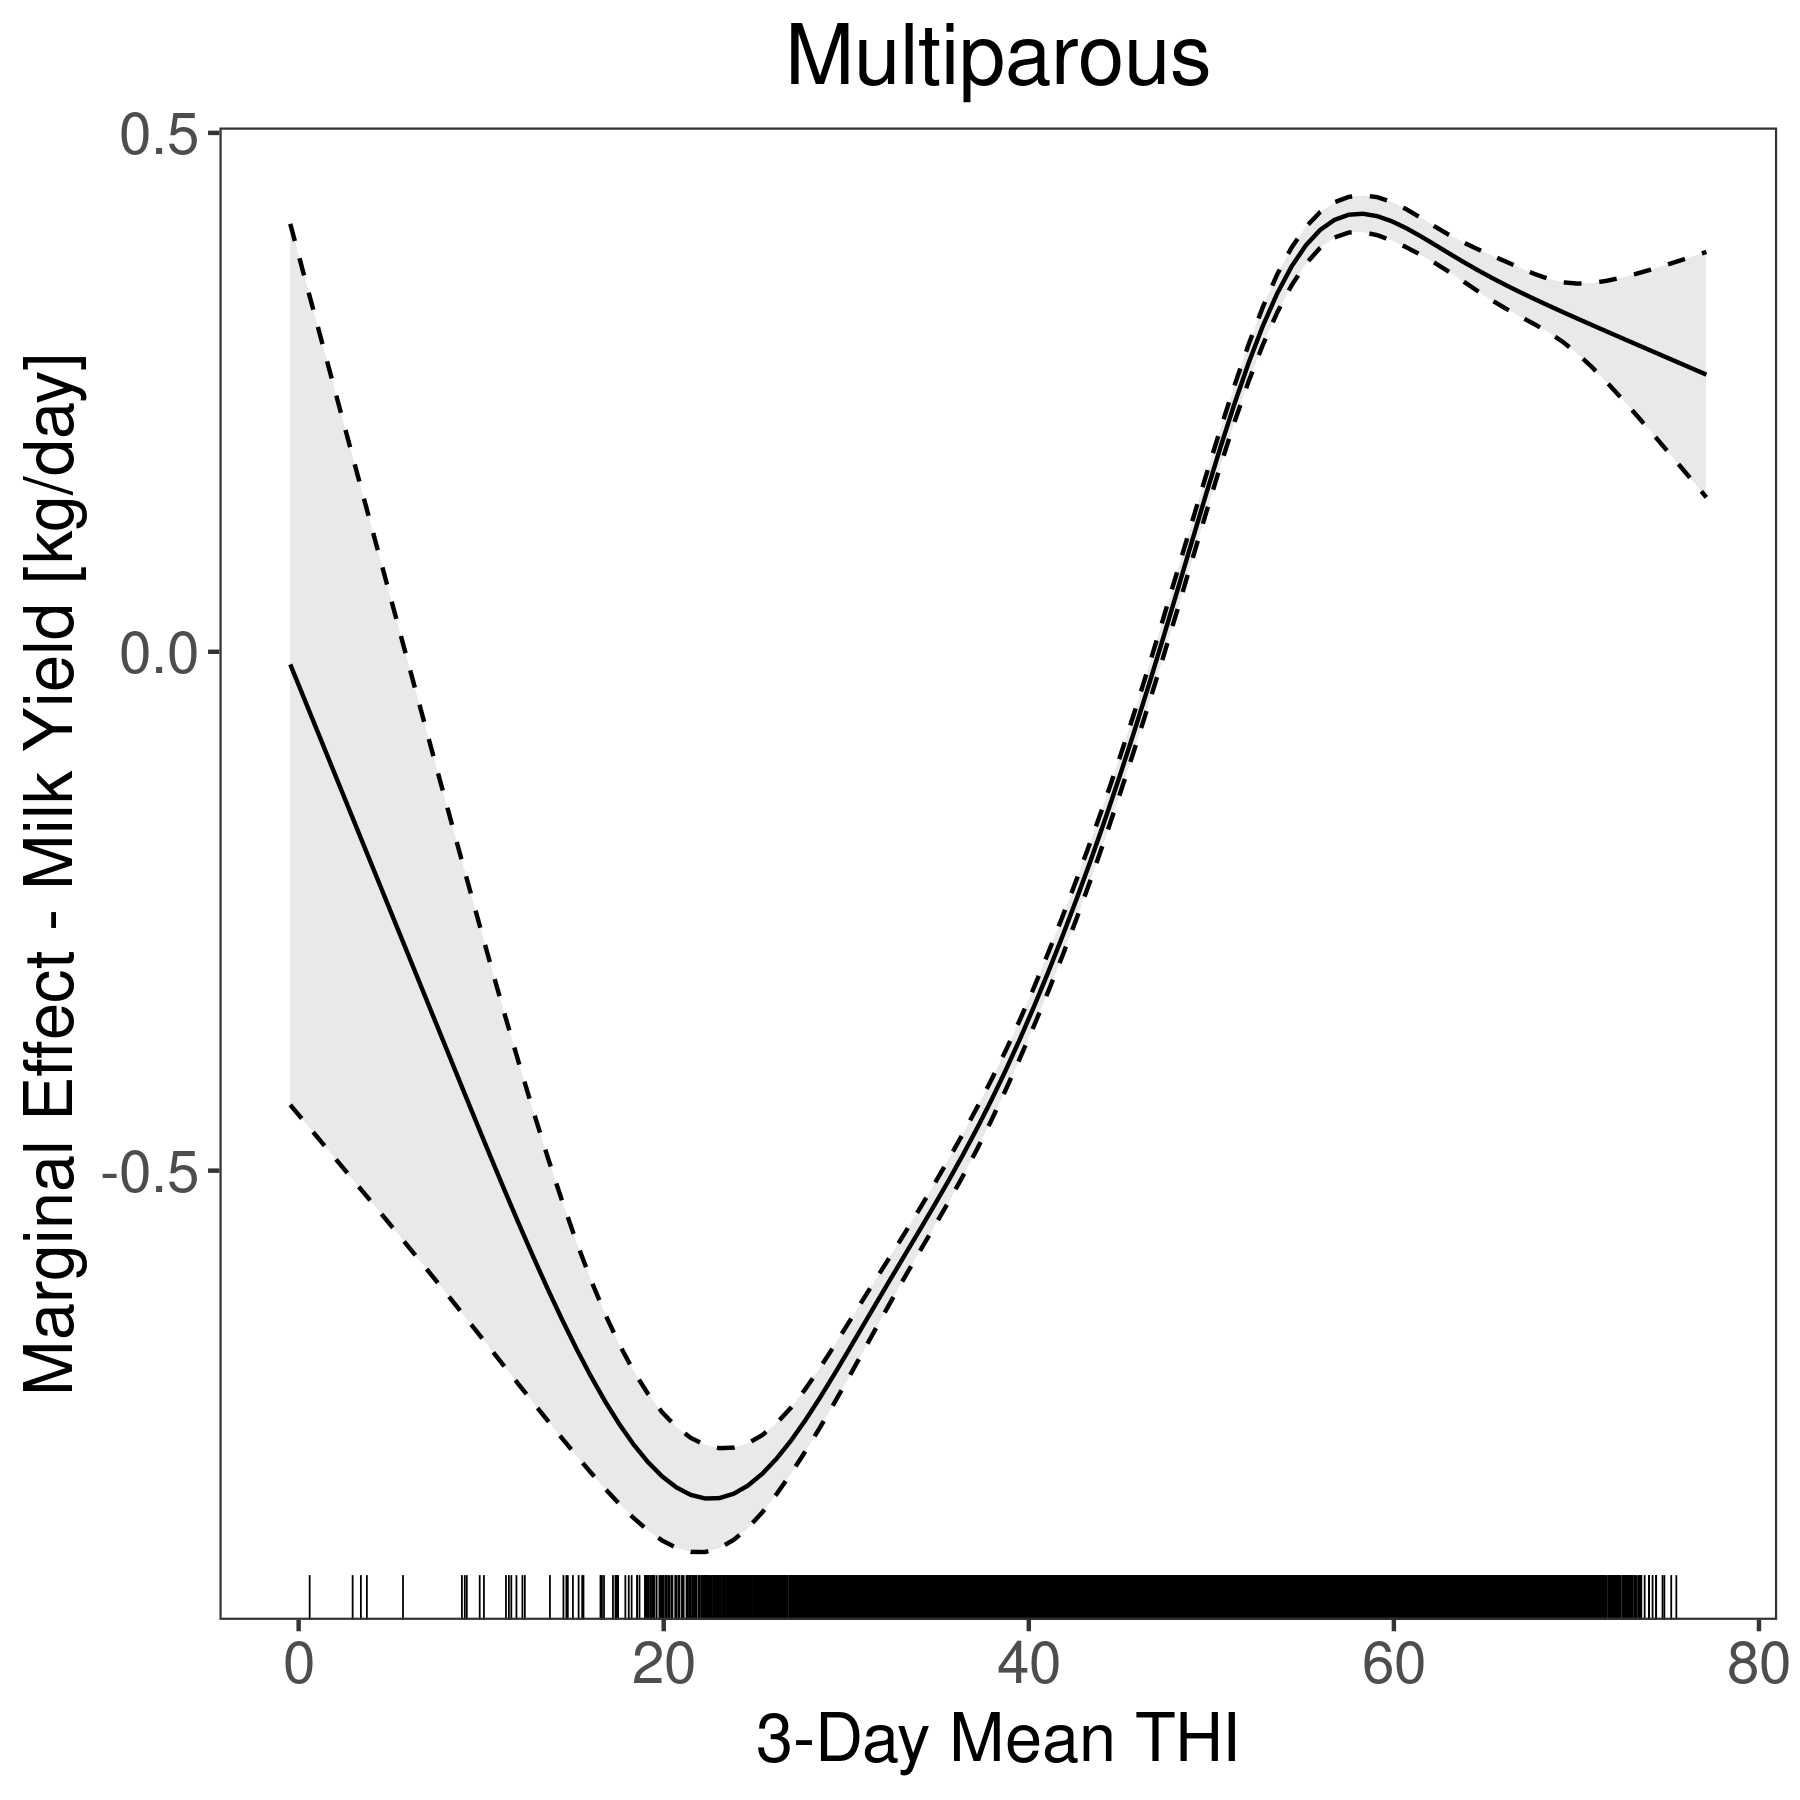 Multiparous
Marginal Effect - Milk Yield [kg/day]
0.5
0.0
-0.5
0 20 40 60 80
3-Day Mean THI